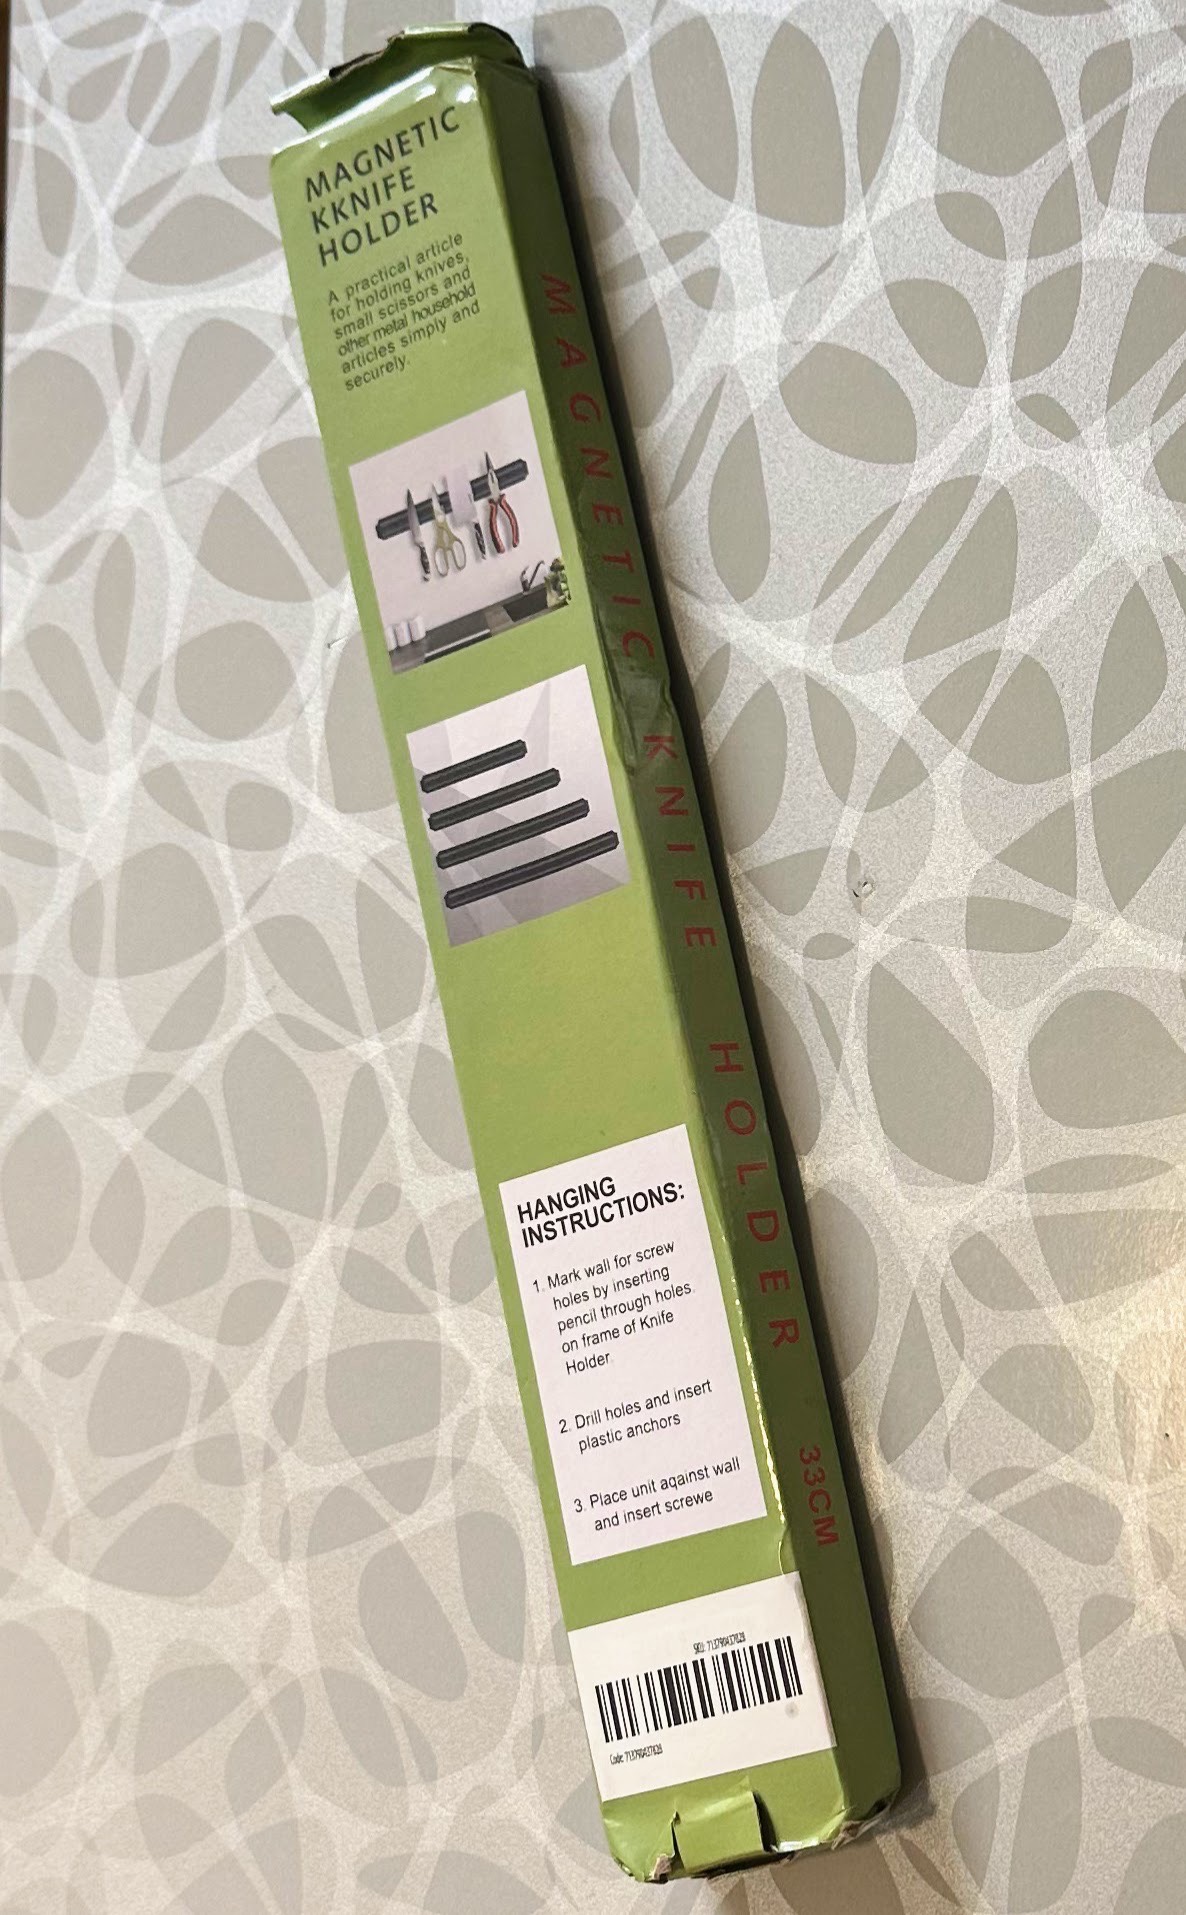 MAGNETIC
KKNIFE
HOLDER
A practical article
for holding knives,
small scissors and
other metal household
articles simply and
securely.
HANGING
INSTRUCTIONS:
1. Mark wall for screw
holes by inserting
pencil through holes
on frame of Knife
Holder
2. Drill holes and insert
plastic anchors
3. Place unit aqainst wall
and insert screwe
SKU:
Code:
MAGNETIC KNIFE HOLDER 33CM